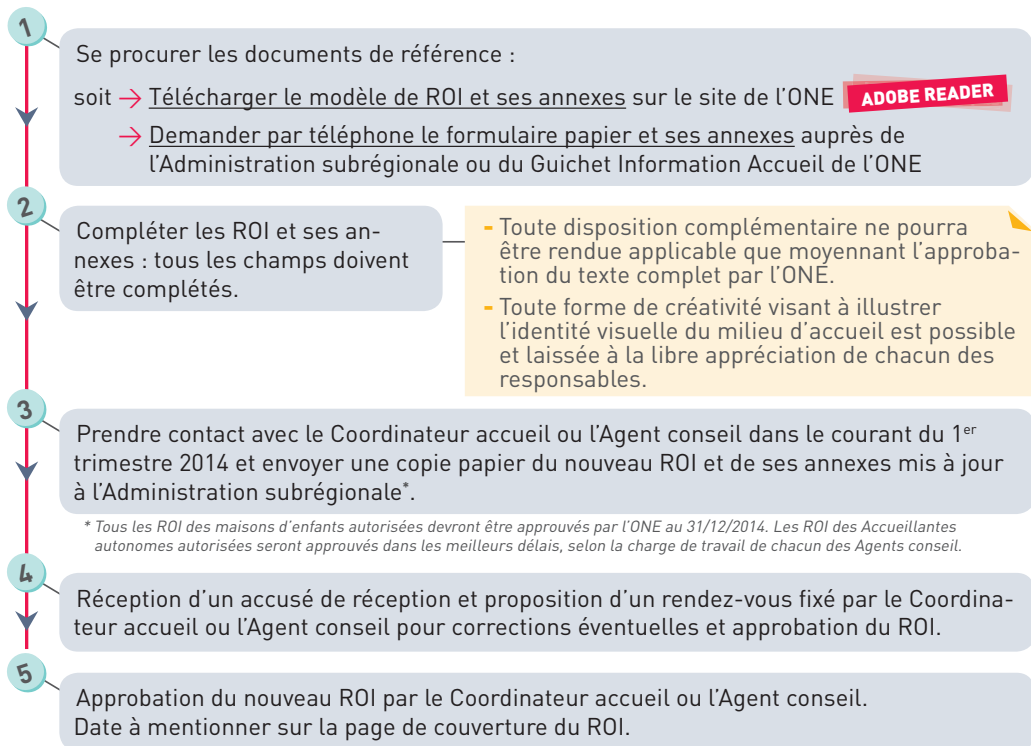 1
Se procurer les documents de référence :
soit → Télécharger le modèle de ROI et ses annexes sur le site de l'ONE ADOBE READER
→ Demander par téléphone le formulaire papier et ses annexes auprès de
l'Administration subrégionale ou du Guichet Information Accueil de l'ONE
2
Compléter les ROI et ses an-
nexes : tous les champs doivent
être complétés.
- Toute disposition complémentaire ne pourra
être rendue applicable que moyennant l'approba-
tion du texte complet par l'ONE.
- Toute forme de créativité visant à illustrer
l'identité visuelle du milieu d'accueil est possible
et laissée à la libre appréciation de chacun des
responsables.
3
Prendre contact avec le Coordinateur accueil ou l'Agent conseil dans le courant du 1er
trimestre 2014 et envoyer une copie papier du nouveau ROI et de ses annexes mis à jour
à l'Administration subrégionale*.
* Tous les ROI des maisons d'enfants autorisées devront être approuvés par l'ONE au 31/12/2014. Les ROI des Accueillantes
autonomes autorisées seront approuvés dans les meilleurs délais, selon la charge de travail de chacun des Agents conseil.
4
Réception d'un accusé de réception et proposition d'un rendez-vous fixé par le Coordina-
teur accueil ou l'Agent conseil pour corrections éventuelles et approbation du ROI.
5
Approbation du nouveau ROI par le Coordinateur accueil ou l'Agent conseil.
Date à mentionner sur la page de couverture du ROI.